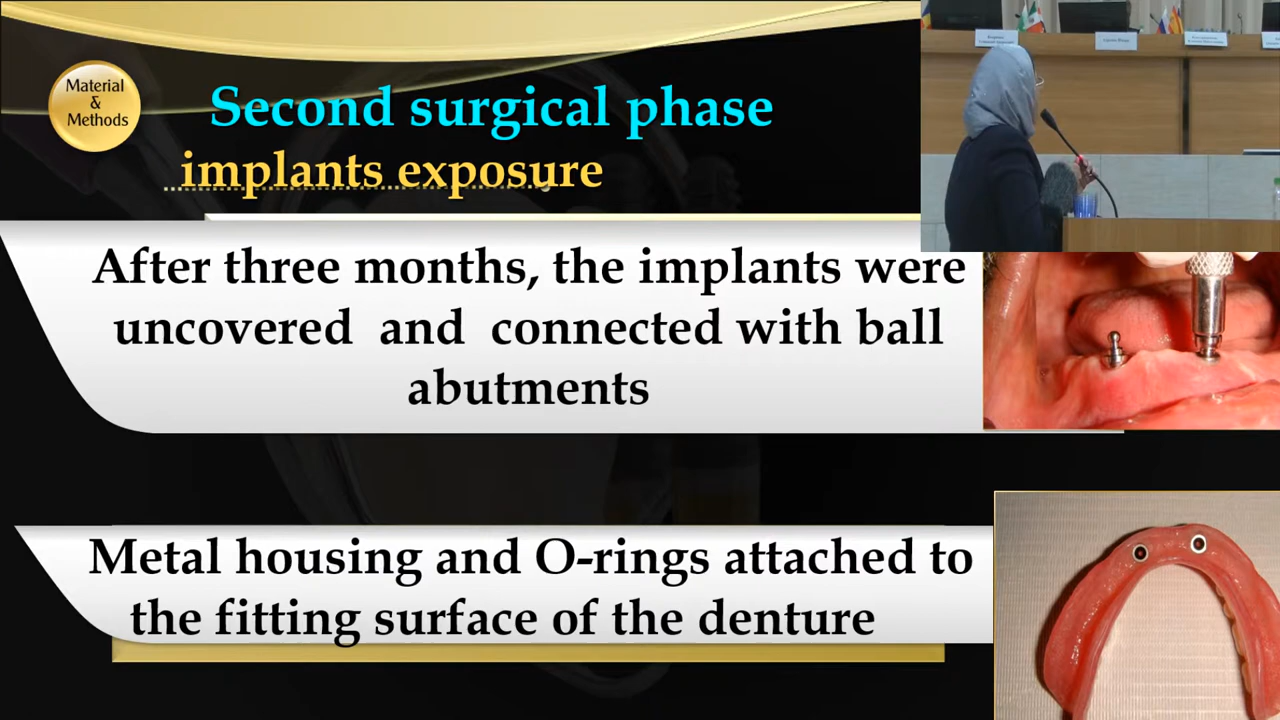 Material
&
Methods
Second surgical phase
implants exposure
After three months, the implants were
uncovered and connected with ball
abutments
Metal housing and O-rings attached to
the fitting surface of the denture